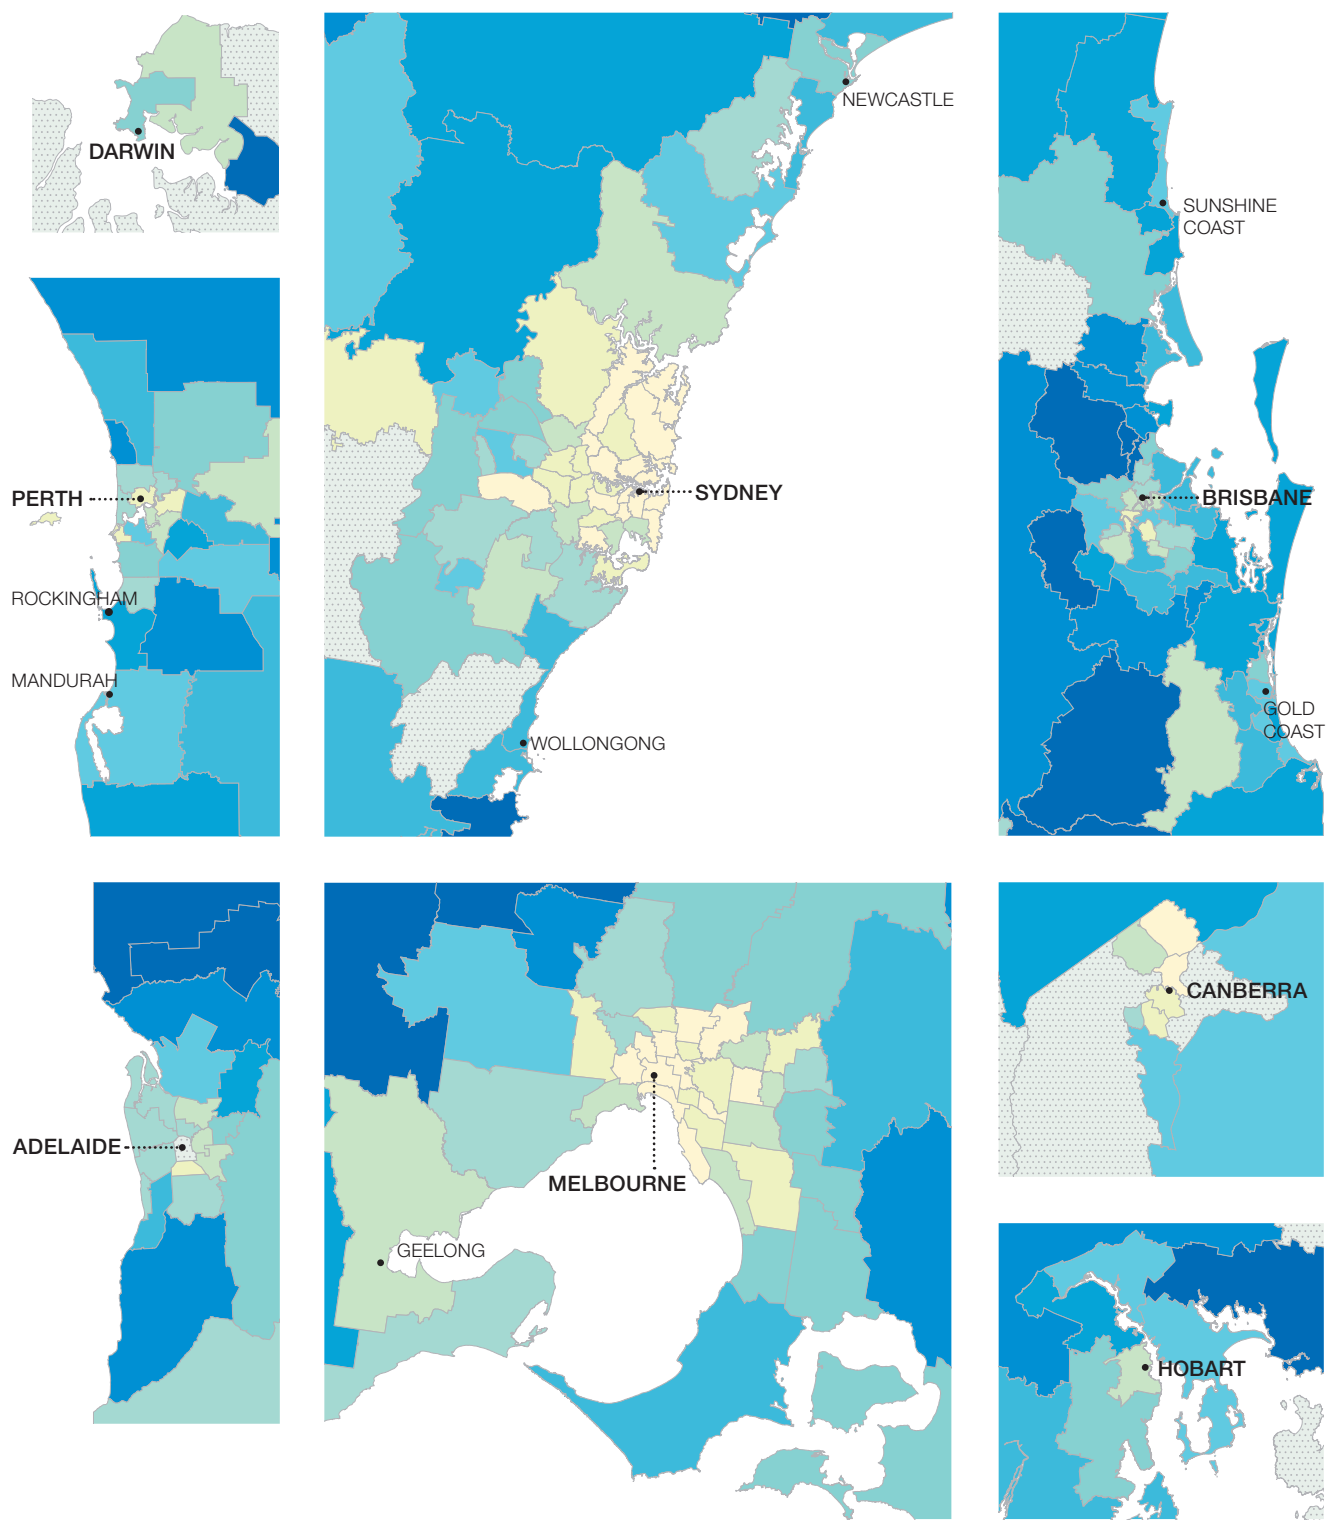 DARWIN
NEWCASTLE
SUNSHINE
COAST
PERTH
SYDNEY
BRISBANE
ROCKINGHAM
MANDURAH
WOLLONGONG
GOLD
COAST
CANBERRA
ADELAIDE
MELBOURNE
GEELONG
HOBART